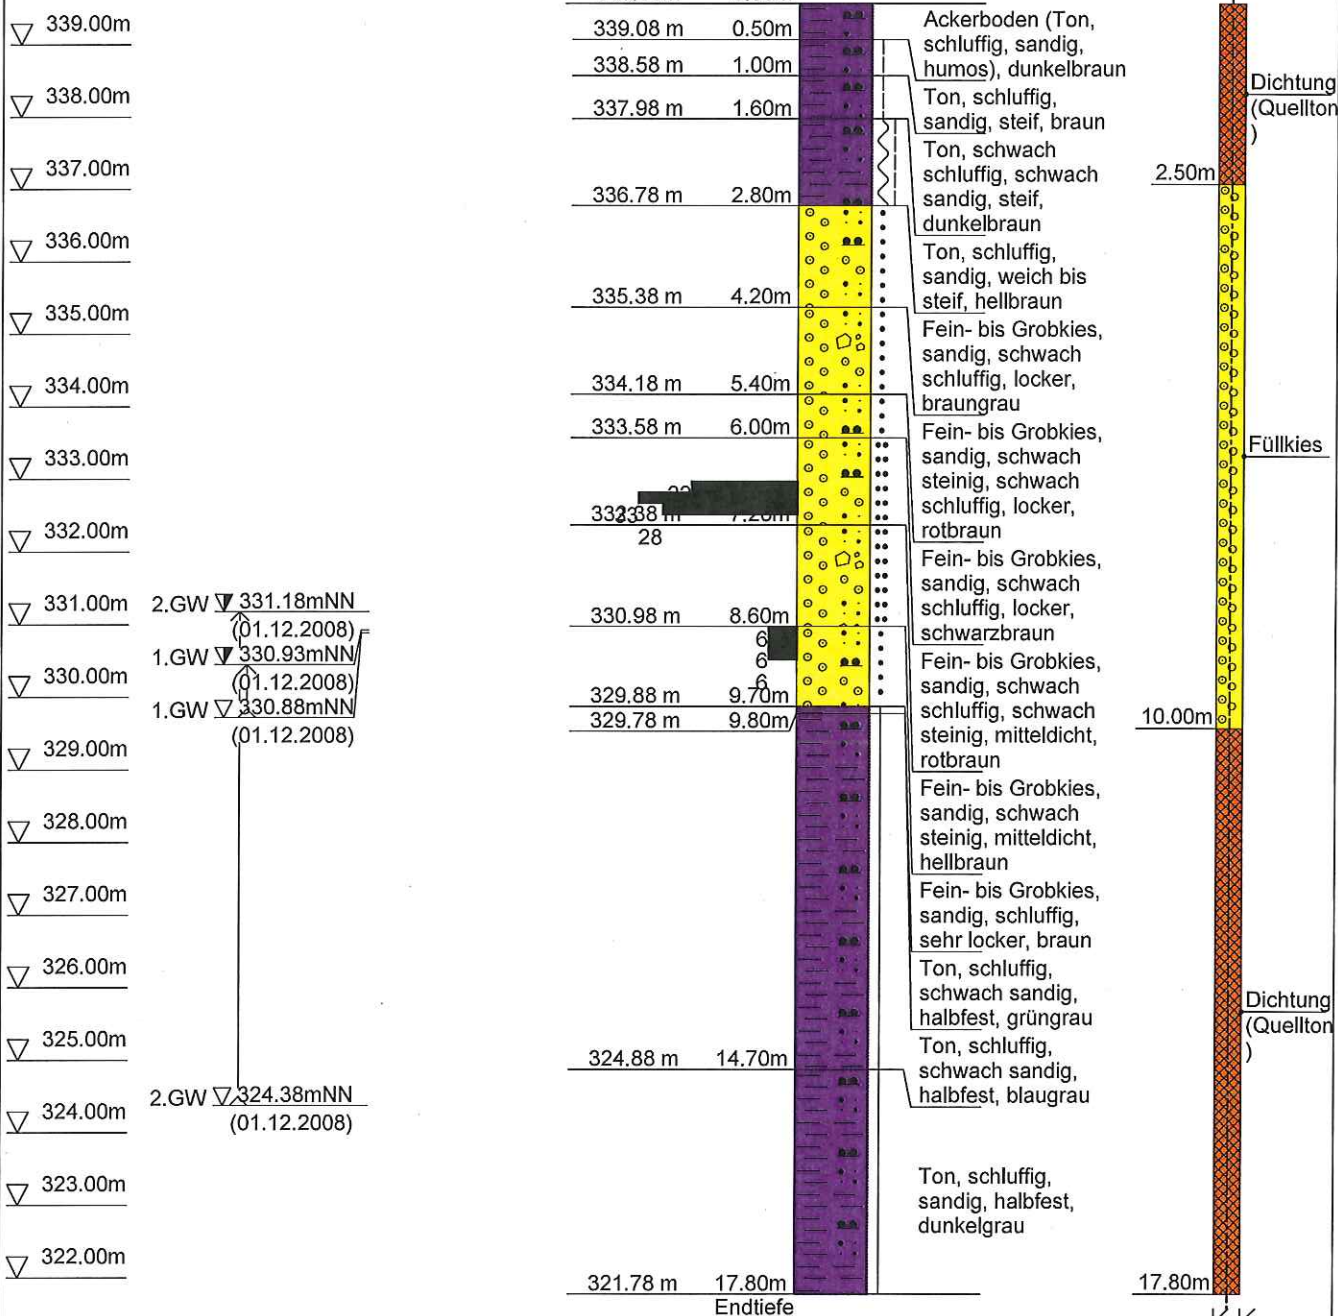 339.00m
338.00m
337.00m
336.00m
335.00m
334.00m
333.00m
332.00m
331.00m
330.00m
329.00m
328.00m
327.00m
326.00m
325.00m
324.00m
323.00m
322.00m
2.GW 331.18mNN
(01.12.2008)
1.GW 330.93mNN
(01.12.2008)
1.GW 330.88mNN
(01.12.2008)
2.GW 324.38mNN
(01.12.2008)
339.08 m 0.50m
338.58 m 1.00m
337.98 m 1.60m
336.78 m 2.80m
335.38 m 4.20m
334.18 m 5.40m
333.58 m 6.00m
28
330.98 m 8.60m
6
6
6
329.88 m 9.70m
329.78 m 9.80m
324.88 m 14.70m
321.78 m 17.80m
Endtiefe
Ackerboden (Ton,
schluffig, sandig,
humos), dunkelbraun
Ton, schluffig,
sandig, steif, braun
Ton, schwach
schluffig, schwach
sandig, steif,
dunkelbraun
Ton, schluffig,
sandig, weich bis
steif, hellbraun
Fein- bis Grobkies,
sandig, schwach
schluffig, locker,
braungrau
Fein- bis Grobkies,
sandig, schwach
steinig, schwach
schluffig, locker,
rotbraun
Fein- bis Grobkies,
sandig, schwach
schluffig, locker,
schwarzbraun
Fein- bis Grobkies,
sandig, schwach
schluffig, schwach
steinig, mitteldicht,
rotbraun
Fein- bis Grobkies,
sandig, schwach
steinig, mitteldicht,
hellbraun
Fein- bis Grobkies,
sandig, schluffig,
sehr locker, braun
Ton, schluffig,
schwach sandig,
halbfest, grüngrau
Ton, schluffig,
schwach sandig,
halbfest, blaugrau
Ton, schluffig,
sandig, halbfest,
dunkelgrau
2.50m
10.00m
17.80m
Dichtung
(Quellton
)
Füllkies
Dichtung
(Quellton
)